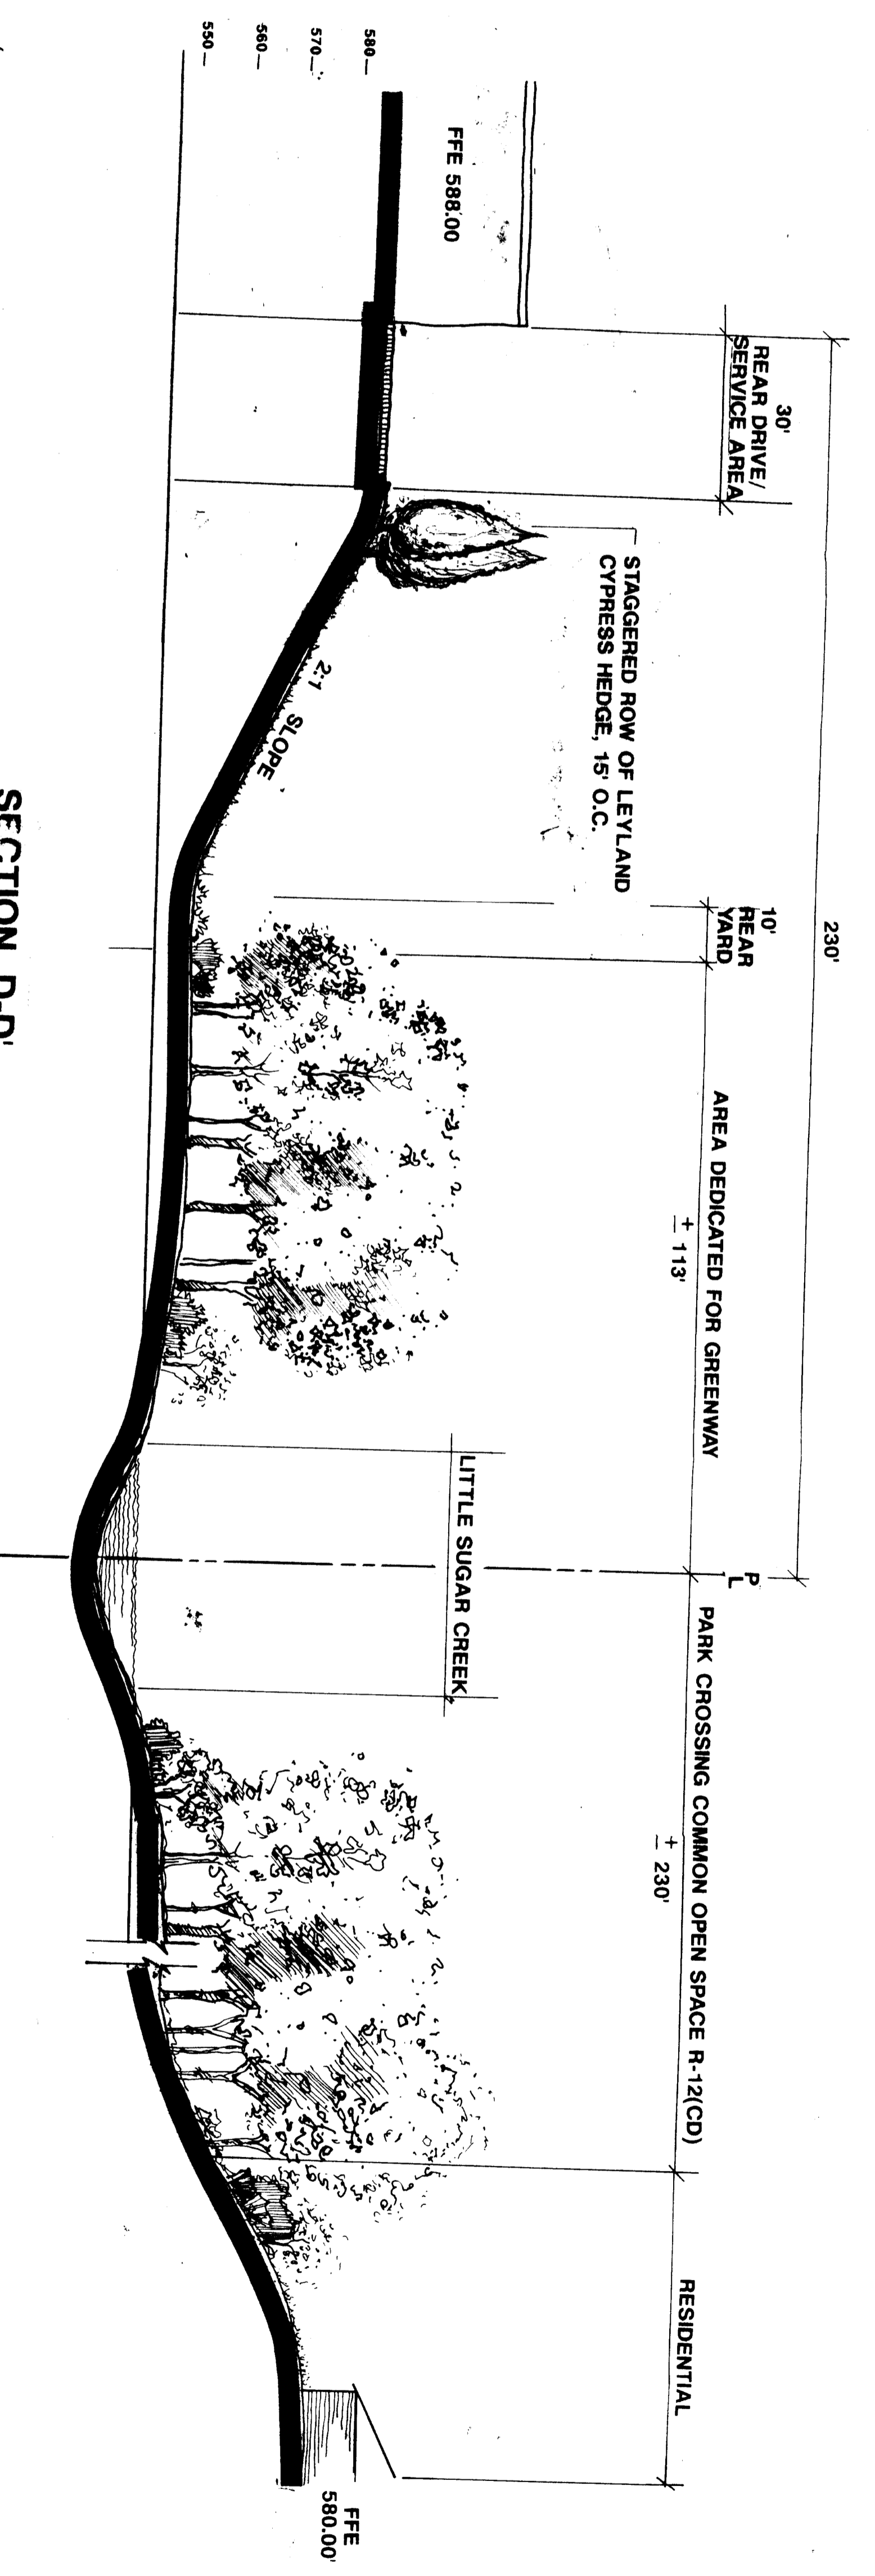 230'
30'
REAR DRIVE/
SERVICE AREA
10'
REAR
YARD
AREA DEDICATED FOR GREENWAY
± 113'
P
L
PARK CROSSING COMMON OPEN SPACE R-12(CD)
± 230'
RESIDENTIAL
STAGGERED ROW OF LEYLAND
CYPRESS HEDGE, 15' O.C.
LITTLE SUGAR CREEK
FFE 588.00
580
570
560
550
2:1 SLOPE
FFE
580.00'
SECTION D-D'